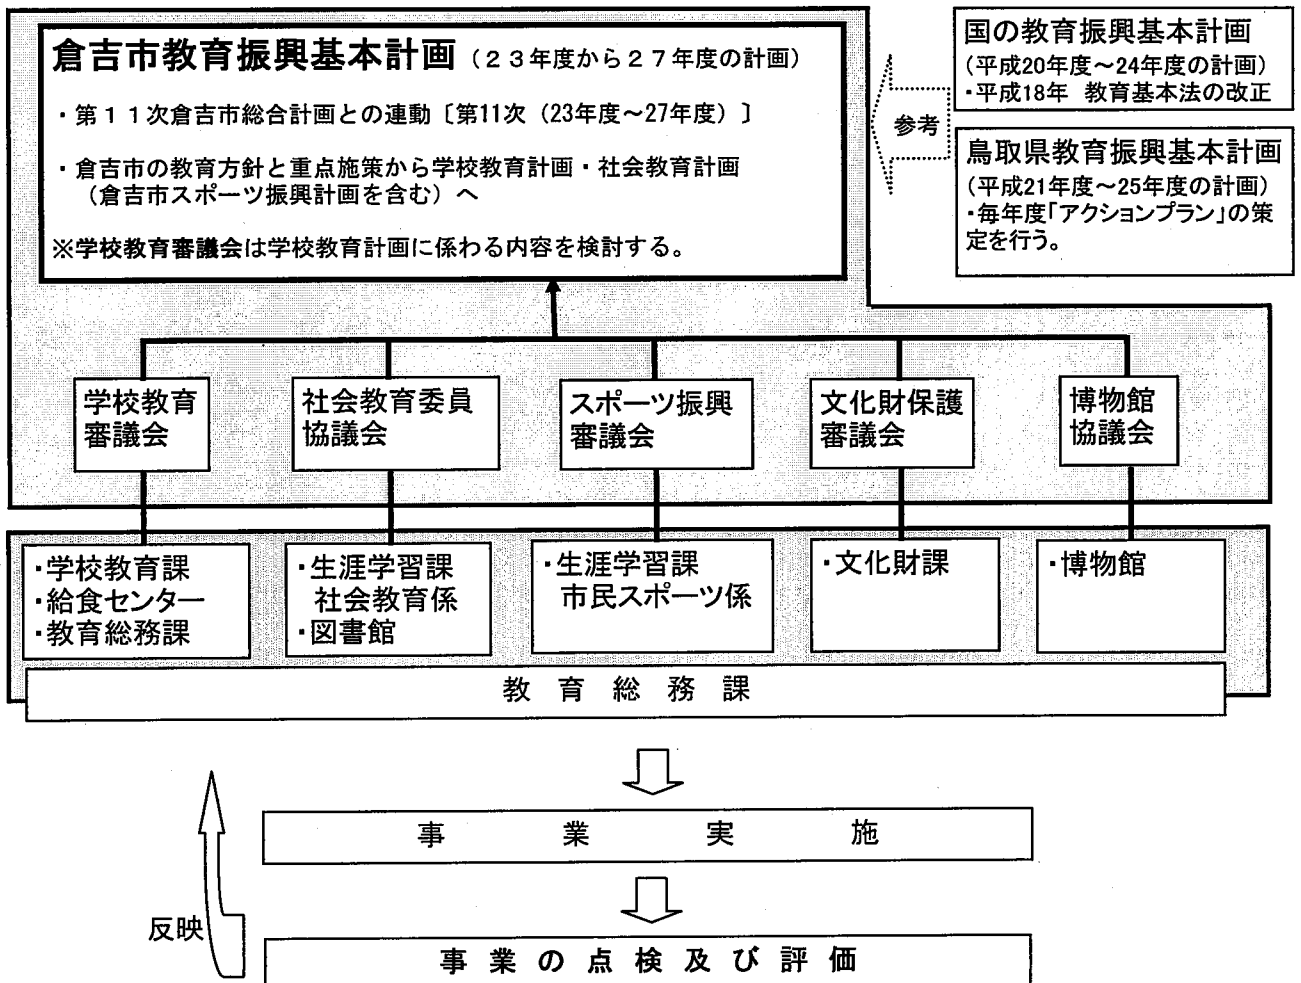 倉吉市教育振興基本計画(23年度から27年度の計画)
・第11次倉吉市総合計画との連動〔第11次(23年度~27年度)〕
・倉吉市の教育方針と重点施策から学校教育計画・社会教育計画
(倉吉市スポーツ振興計画を含む)へ
※学校教育審議会は学校教育計画に係わる内容を検討する。
参考
国の教育振興基本計画
(平成20年度~24年度の計画)
・平成18年 教育基本法の改正
鳥取県教育振興基本計画
(平成21年度~25年度の計画)
・毎年度「アクションプラン」の策
定を行う。
学校教育
審議会
社会教育委員
協議会
スポーツ振興
審議会
文化財保護
審議会
博物館
協議会
・学校教育課
・給食センター
・教育総務課
・生涯学習課
社会教育係
・図書館
・生涯学習課
市民スポーツ係
・文化財課
・博物館
教育総務課
事業実施
反映
事業の点検及び評価